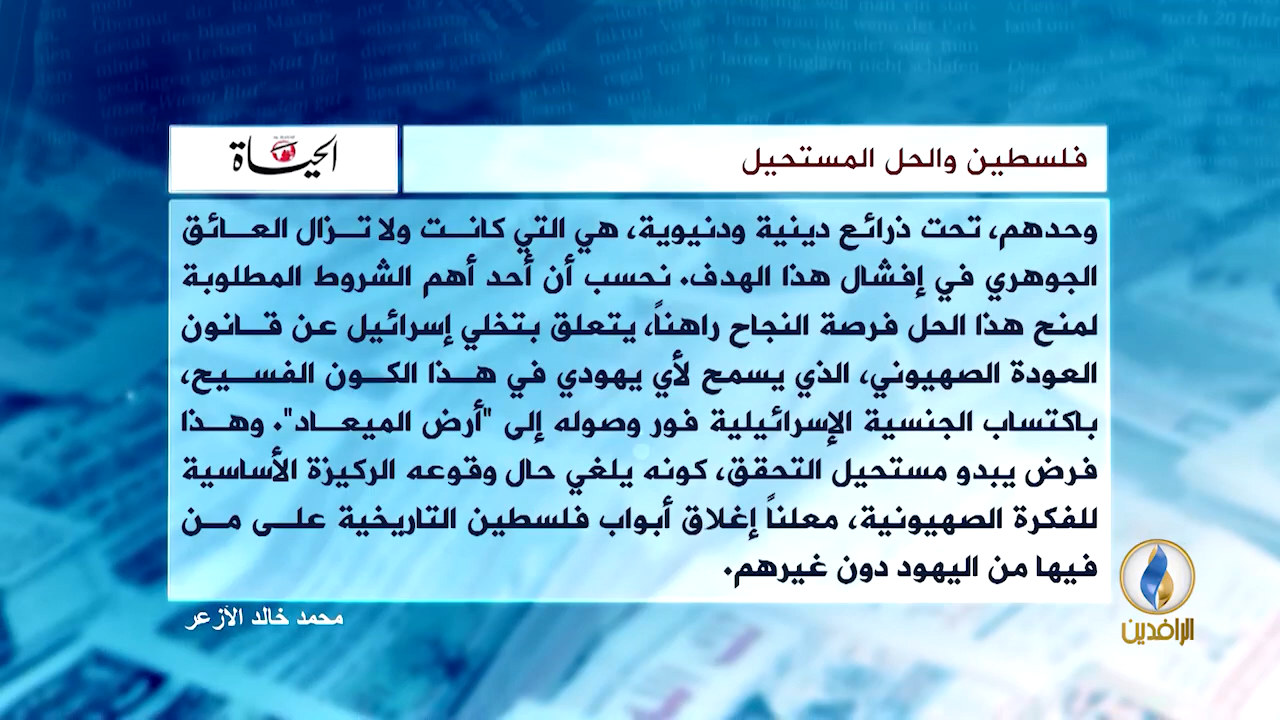 فلسطين والحل المستحيل
الحياة
وحدهم، تحت ذرائع دينية ودنيوية، هي التي كانت ولا تزال العائق
الجوهري في إفشال هذا الهدف. نحسب أن أحد أهم الشروط المطلوبة
لمنح هذا الحل فرصة النجاح راهناً، يتعلق بتخلي إسرائيل عن قانون
العودة الصهيوني، الذي يسمح لأي يهودي في هذا الكون الفسيح،
باكتساب الجنسية الإسرائيلية فور وصوله إلى "أرض الميعاد". وهذا
فرض يبدو مستحيل التحقق، كونه يلغي حال وقوعه الركيزة الأساسية
للفكرة الصهيونية، معلناً إغلاق أبواب فلسطين التاريخية على من
فيها من اليهود دون غيرهم.
محمد خالد الأزعر
الرافدين